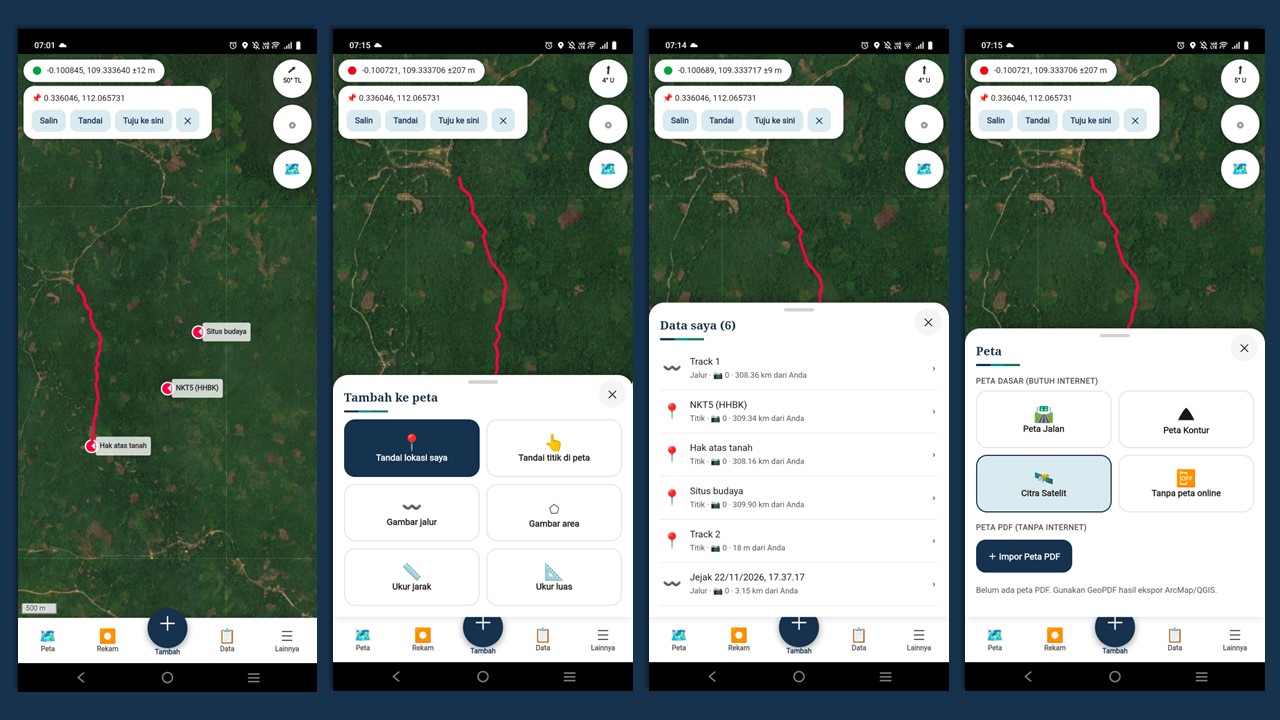 07:01
-0.100845, 109.333640 ±12 m
50° TL
0.336046, 112.065731
Salin
Tandai
Tuju ke sini
Situs budaya
NKT5 (HHBK)
Hak atas tanah
500 m
Peta
Rekam
Tambah
Data
Lainnya
07:15
-0.100721, 109.333706 ±207 m
4° U
0.336046, 112.065731
Salin
Tandai
Tuju ke sini
Tambah ke peta
Tandai lokasi saya
Tandai titik di peta
Gambar jalur
Gambar area
Ukur jarak
Ukur luas
Peta
Rekam
Tambah
Data
Lainnya
07:14
-0.100689, 109.333717 ±9 m
4° U
0.336046, 112.065731
Salin
Tandai
Tuju ke sini
Data saya (6)
Track 1
Jalur · 0 · 308.36 km dari Anda
NKT5 (HHBK)
Titik · 0 · 309.34 km dari Anda
Hak atas tanah
Titik · 0 · 308.16 km dari Anda
Situs budaya
Titik · 0 · 309.90 km dari Anda
Track 2
Titik · 0 · 18 m dari Anda
Jejak 22/11/2026, 17.37.17
Jalur · 0 · 3.15 km dari Anda
Peta
Rekam
Tambah
Data
Lainnya
07:15
-0.100721, 109.333706 ±207 m
5° U
0.336046, 112.065731
Salin
Tandai
Tuju ke sini
Peta
PETA DASAR (BUTUH INTERNET)
Peta Jalan
Peta Kontur
Citra Satelit
OFF
Tanpa peta online
PETA PDF (TANPA INTERNET)
+ Impor Peta PDF
Belum ada peta PDF. Gunakan GeoPDF hasil ekspor ArcMap/QGIS.
Peta
Rekam
Tambah
Data
Lainnya